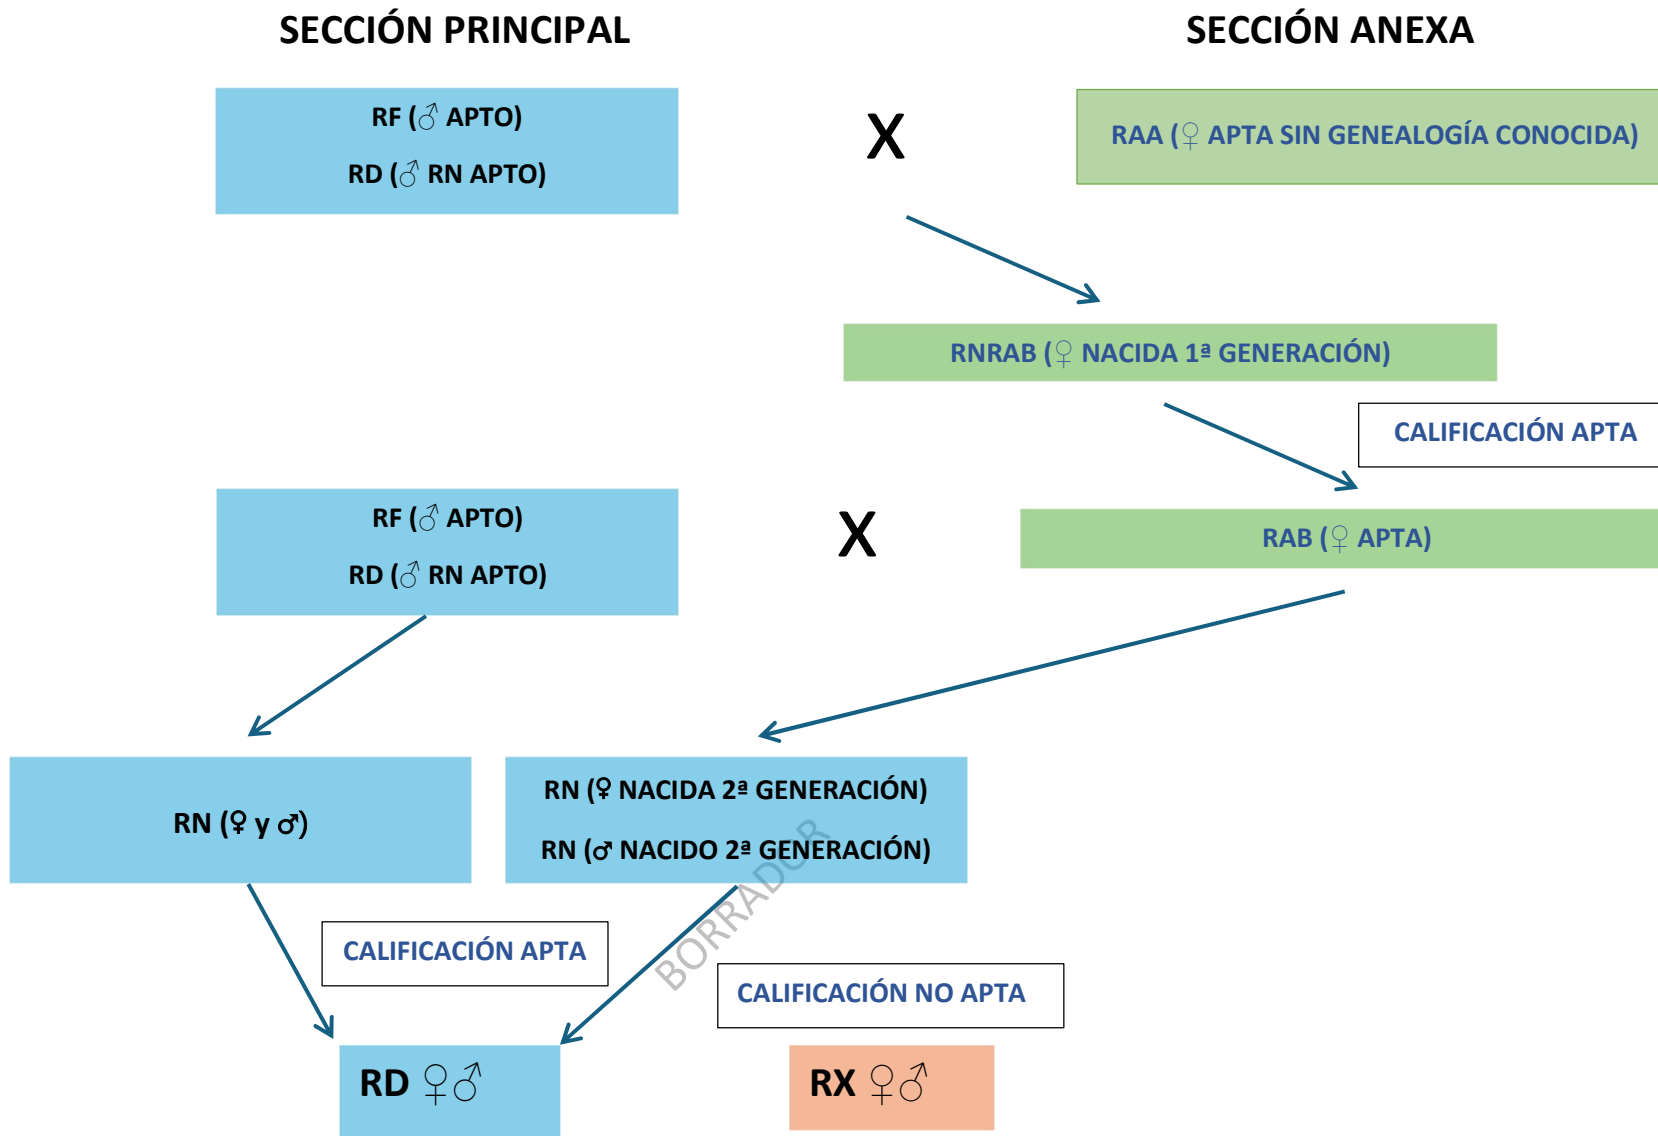 SECCIÓN PRINCIPAL
SECCIÓN ANEXA
RF (♂ APTO)
RD (♂ RN APTO)
X
RAA (♀ APTA SIN GENEALOGÍA CONOCIDA)
RNRAB (♀ NACIDA 1ª GENERACIÓN)
CALIFICACIÓN APTA
RF (♂ APTO)
RD (♂ RN APTO)
X
RAB (♀ APTA)
RN (♀ y ♂)
RN (♀ NACIDA 2ª GENERACIÓN)
RN (♂ NACIDO 2ª GENERACIÓN)
BORRADOR
CALIFICACIÓN APTA
CALIFICACIÓN NO APTA
RD ♀♂
RX ♀♂